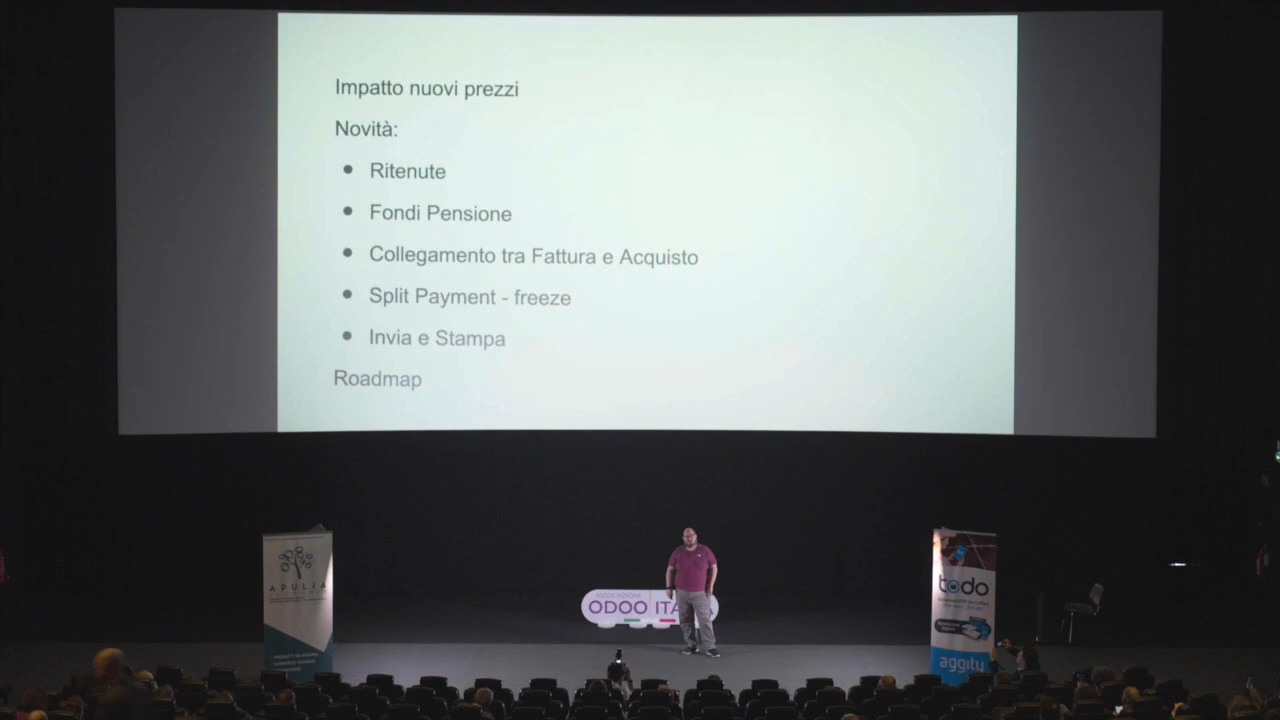 Impatto nuovi prezzi
Novità:
Ritenute
Fondi Pensione
Collegamento tra Fattura e Acquisto
Split Payment - freeze
Invia e Stampa
Roadmap
APULIA
ASSOCIAZIONE
ODOO ITA
todo
aggity